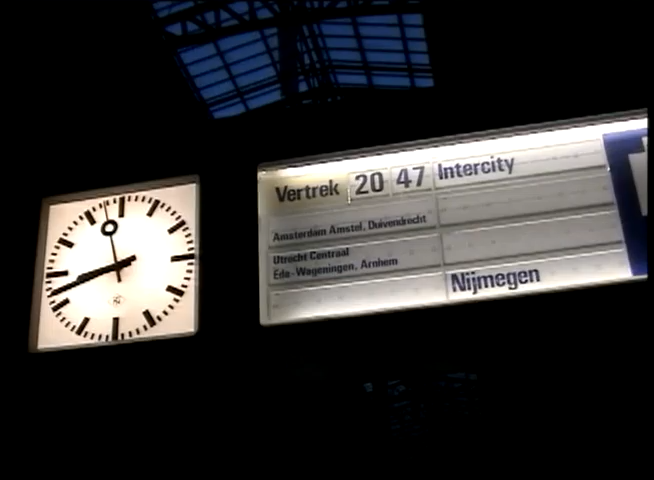 Vertrek 20 47 Intercity
Amsterdam Amstel, Duivendrecht
Utrecht Centraal
Ede-Wageningen, Arnhem
Nijmegen